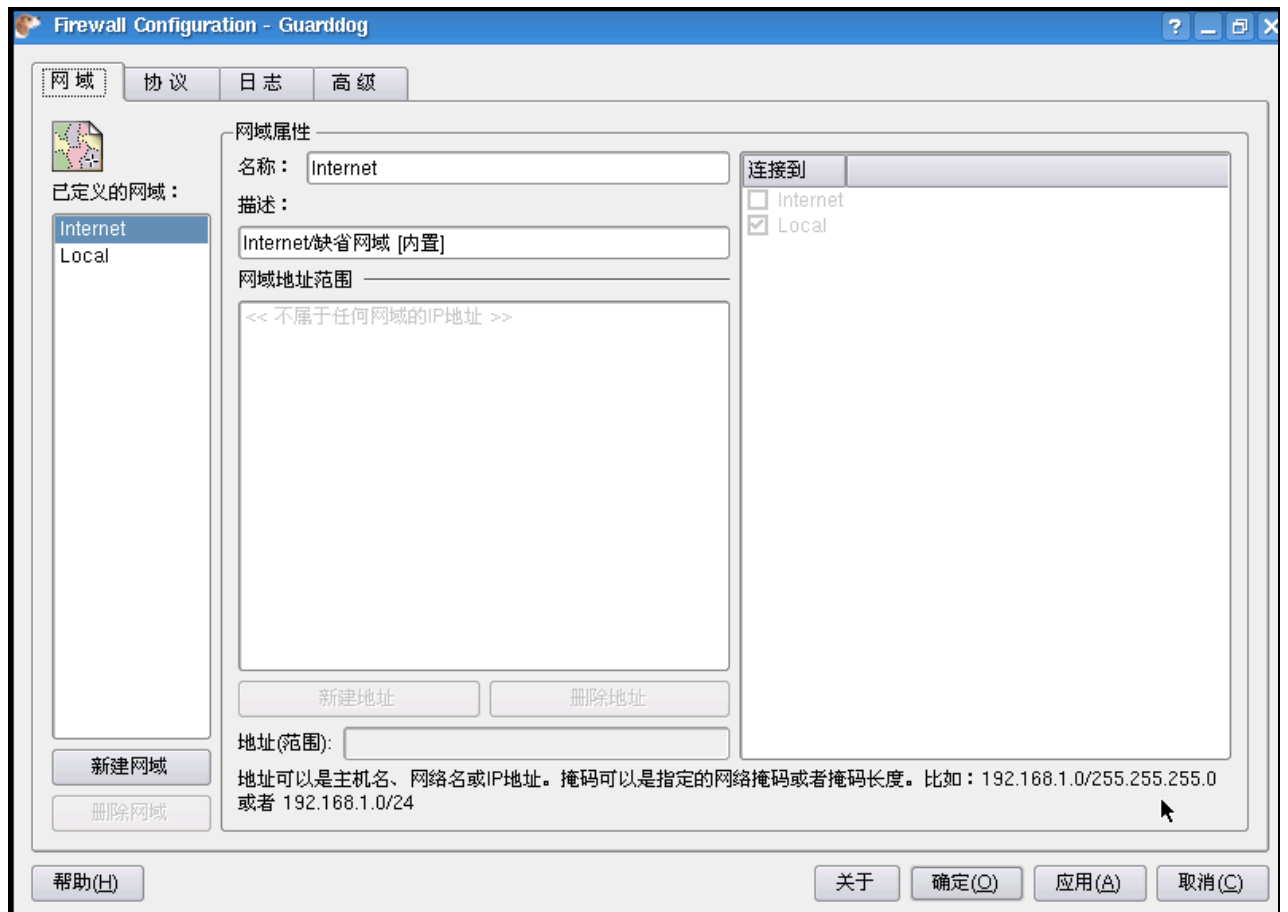 Firewall Configuration - Guarddog
网域 协议 日志 高级
已定义的网域：
Internet
Local
新建网域
删除网域
网域属性
名称： Internet
描述：
Internet/缺省网域 [内置]
网域地址范围
<< 不属于任何网域的IP地址 >>
新建地址 删除地址
地址(范围):
连接到
Internet
Local
地址可以是主机名、网络名或IP地址。掩码可以是指定的网络掩码或者掩码长度。比如：192.168.1.0/255.255.255.0
或者 192.168.1.0/24
帮助(H) 关于 确定(O) 应用(A) 取消(C)